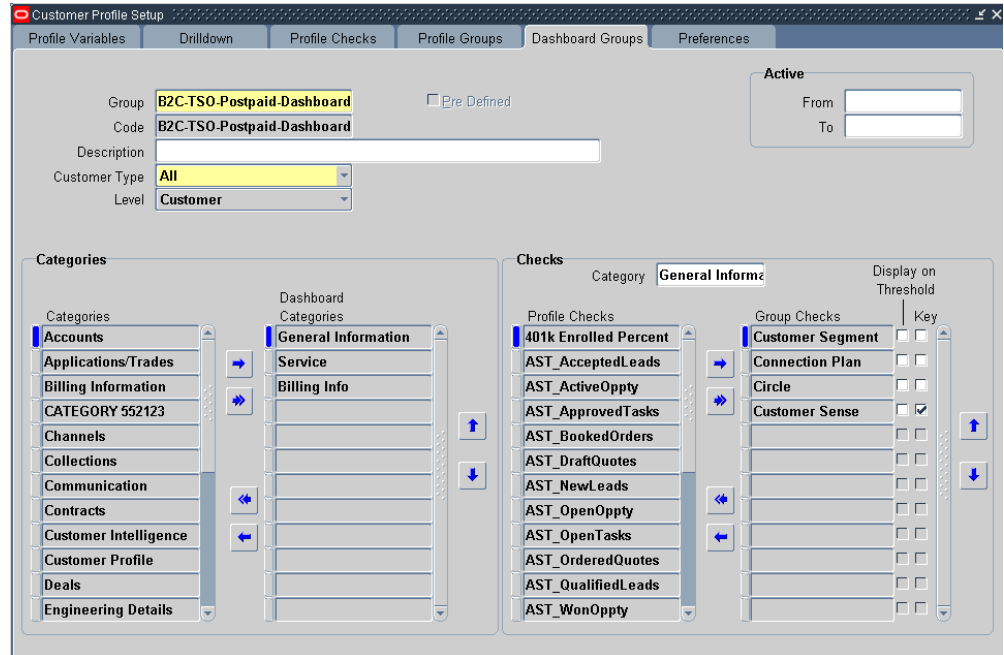 Customer Profile Setup
Profile Variables Drilldown Profile Checks Profile Groups Dashboard Groups Preferences
Active
Group B2C-TSO-Postpaid-Dashboard Pre Defined From
Code B2C-TSO-Postpaid-Dashboard To
Description
Customer Type All
Level Customer
Categories
Dashboard
Categories Categories
Accounts General Information
Applications/Trades Service
Billing Information Billing Info
CATEGORY 552123
Channels
Collections
Communication
Contracts
Customer Intelligence
Customer Profile
Deals
Engineering Details
Checks
Category General Informa
Display on
Threshold
Profile Checks Group Checks Key
401k Enrolled Percent Customer Segment
AST_AcceptedLeads Connection Plan
AST_ActiveOppty Circle
AST_ApprovedTasks Customer Sense
AST_BookedOrders
AST_DraftQuotes
AST_NewLeads
AST_OpenOppty
AST_OpenTasks
AST_OrderedQuotes
AST_QualifiedLeads
AST_WonOppty